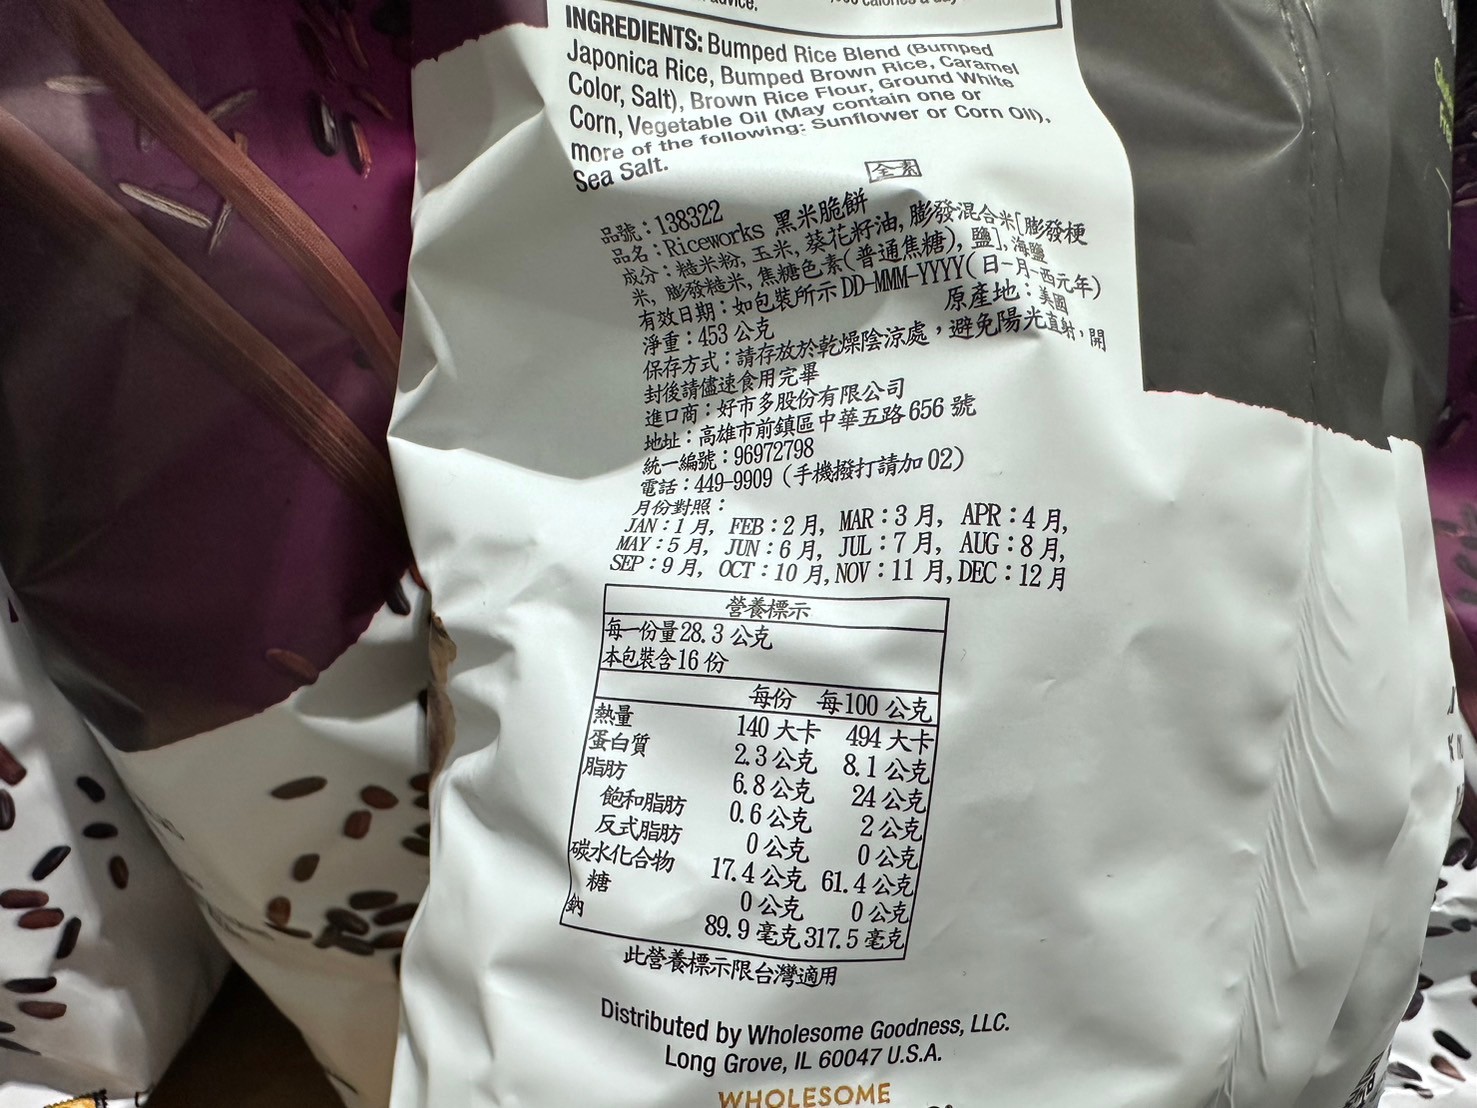 advice.
calories a day
INGREDIENTS: Bumped Rice Blend (Bumped
Japonica Rice, Bumped Brown Rice, Caramel
Color, Salt), Brown Rice Flour, Ground White
Corn, Vegetable Oil (May contain one or
more of the following: Sunflower or Corn Oil),
Sea Salt.
全素
品號：138322
品名：Riceworks 黑米脆餅
成分：糙米粉, 玉米, 葵花籽油, 膨發混合米[膨發梗
米, 膨發糙米, 焦糖色素(普通焦糖), 鹽], 海鹽
有效日期：如包裝所示 DD-MMM-YYYY(日-月-西元年)
淨重：453 公克 原產地：美國
保存方式：請存放於乾燥陰涼處，避免陽光直射，開
封後請儘速食用完畢
進口商：好市多股份有限公司
地址：高雄市前鎮區中華五路 656 號
統一編號：96972798
電話：449-9909 (手機撥打請加 02)
月份對照：
JAN：1 月, FEB：2 月, MAR：3 月, APR：4 月,
MAY：5 月, JUN：6 月, JUL：7 月, AUG：8 月,
SEP：9 月, OCT：10 月, NOV：11 月, DEC：12 月
營養標示
每一份量 28.3 公克
本包裝含 16 份
每份 每 100 公克
熱量 140 大卡 494 大卡
蛋白質 2.3 公克 8.1 公克
脂肪 6.8 公克 24 公克
飽和脂肪 0.6 公克 2 公克
反式脂肪 0 公克 0 公克
碳水化合物 17.4 公克 61.4 公克
糖 0 公克 0 公克
鈉 89.9 毫克 317.5 毫克
此營養標示限台灣適用
Distributed by Wholesome Goodness, LLC.
Long Grove, IL 60047 U.S.A.
WHOLESOME